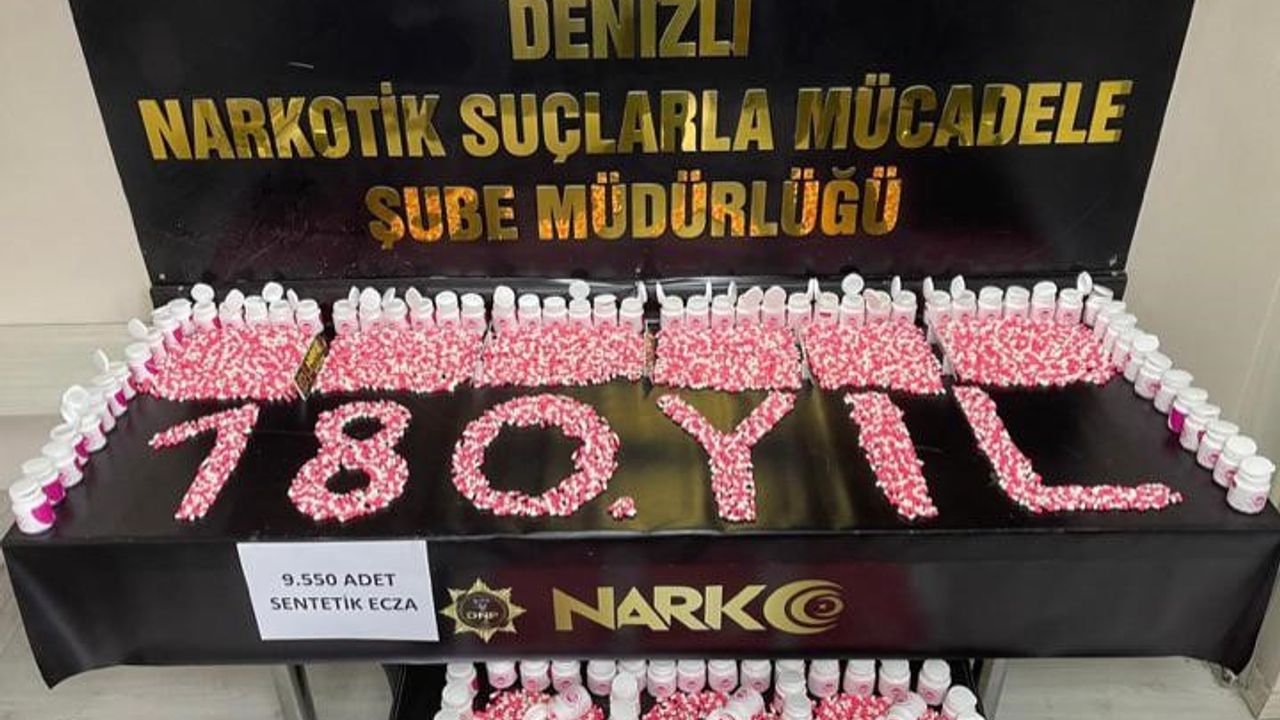 DENİZLİ
NARKOTİK SUÇLARLA MÜCADELE
ŞUBE MÜDÜRLÜĞÜ
180.YIL
9.550 ADET
SENTETİK ECZA
NARKO